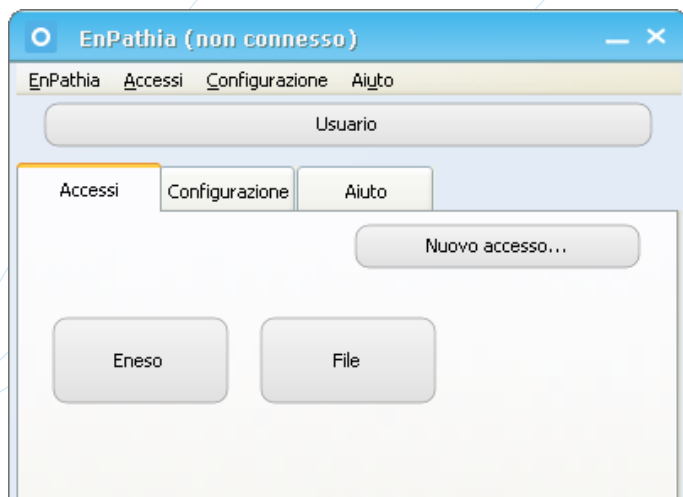 EnPathia (non connesso)
EnPathia Accessi Configurazione Aiuto
Usuario
Accessi Configurazione Aiuto
Nuovo accesso...
Eneso File